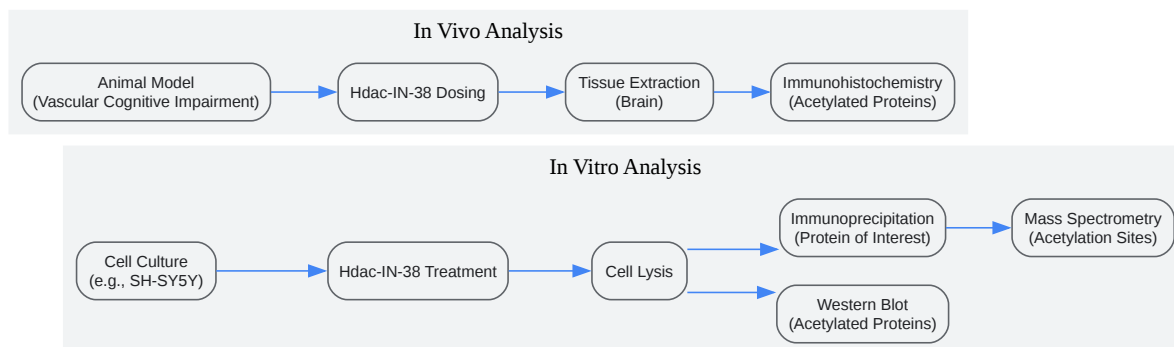 In Vivo Analysis
Animal Model
(Vascular Cognitive Impairment)
Hdac-IN-38 Dosing
Tissue Extraction
(Brain)
Immunohistochemistry
(Acetylated Proteins)
In Vitro Analysis
Cell Culture
(e.g., SH-SY5Y)
Hdac-IN-38 Treatment
Cell Lysis
Immunoprecipitation
(Protein of Interest)
Mass Spectrometry
(Acetylation Sites)
Western Blot
(Acetylated Proteins)